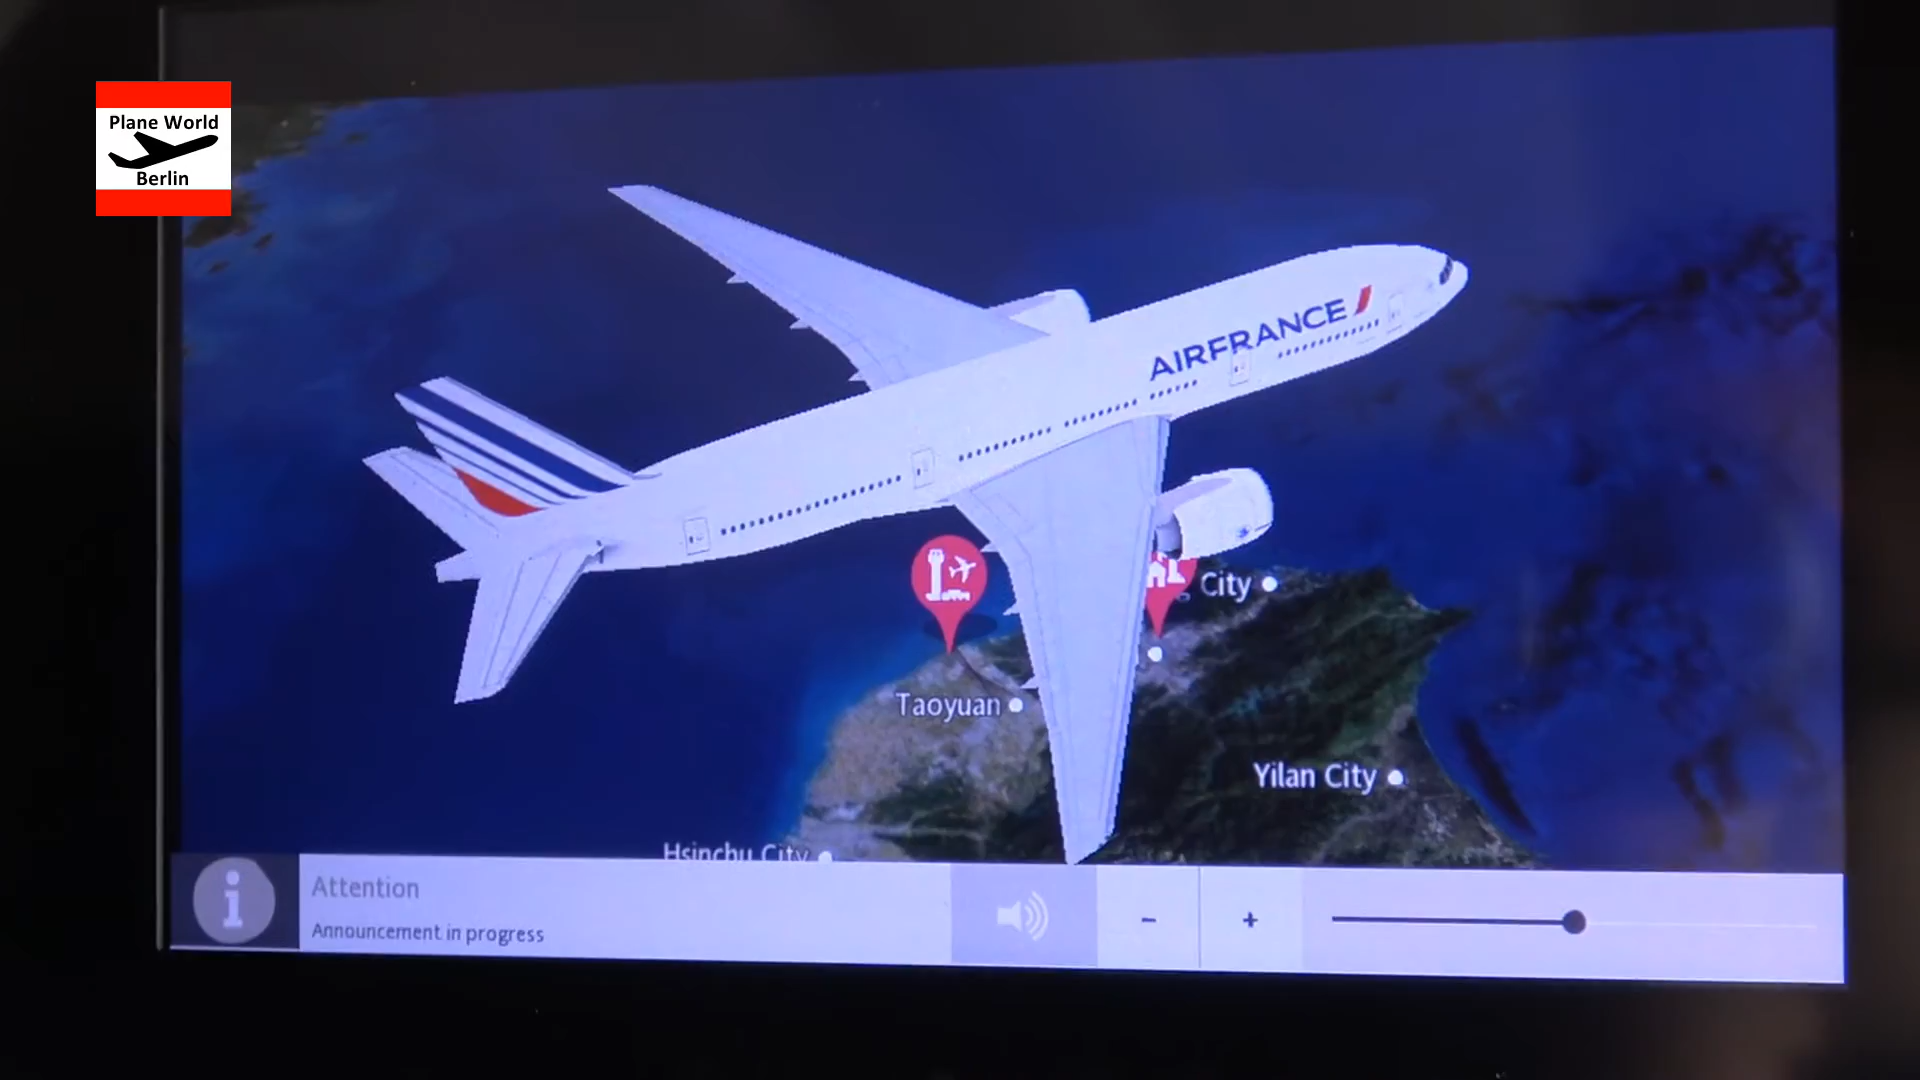 Plane World
Berlin
AIRFRANCE
City
Taoyuan
Yilan City
Hsinchu City
Attention
Announcement in progress
- +